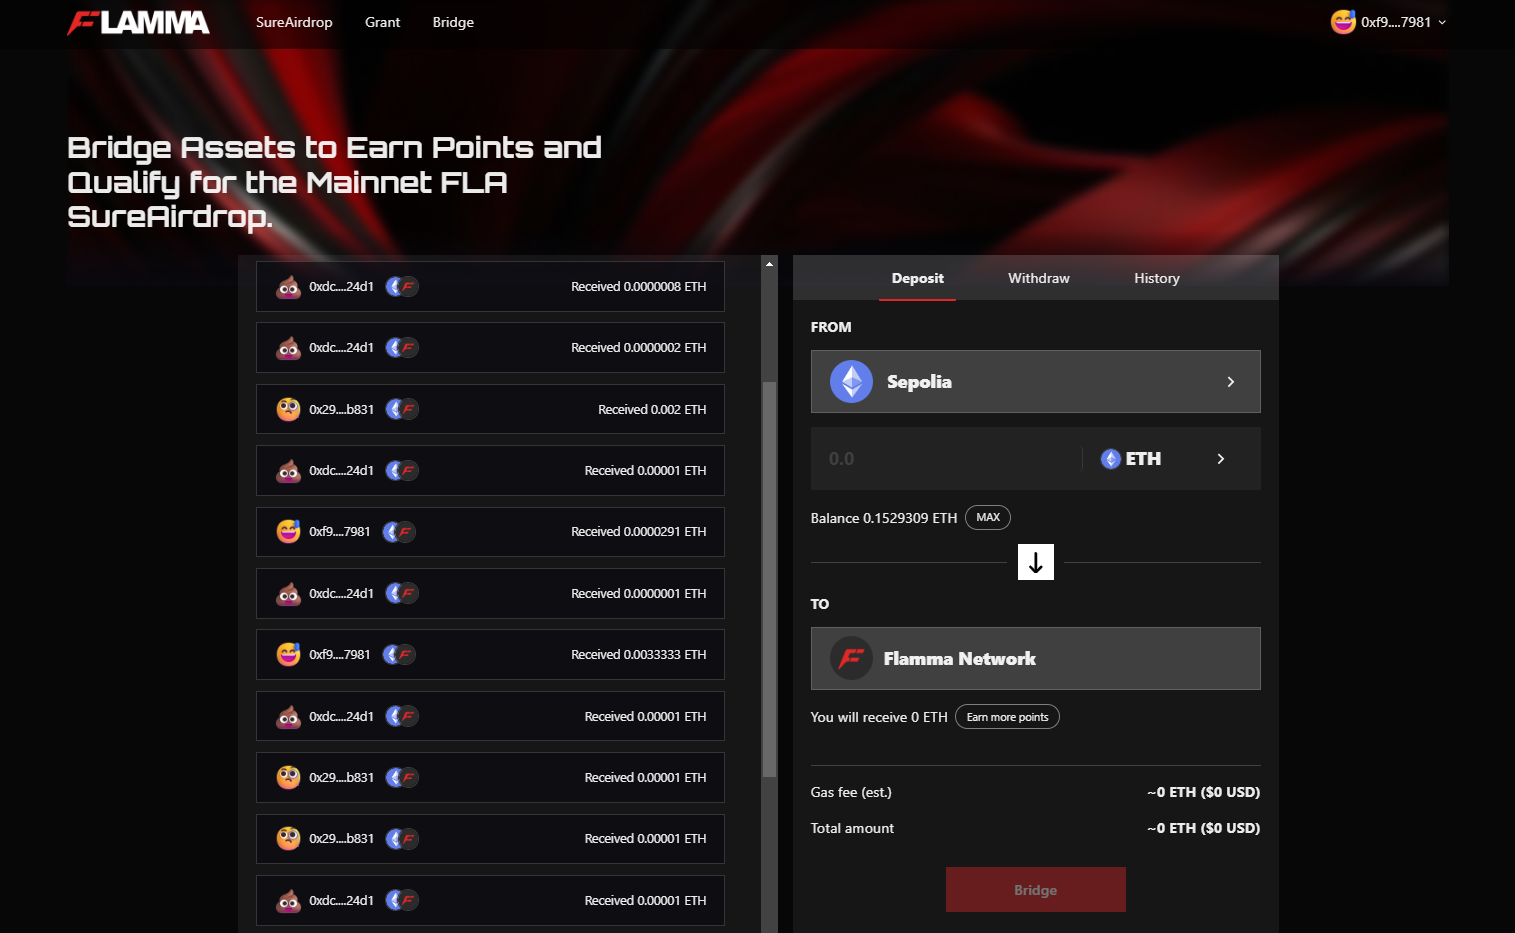 FLAMMA
SureAirdrop
Grant
Bridge
0xf9....7981
Bridge Assets to Earn Points and
Qualify for the Mainnet FLA
SureAirdrop.
0xdc....24d1 Received 0.0000008 ETH
0xdc....24d1 Received 0.0000002 ETH
0x29....b831 Received 0.002 ETH
0xdc....24d1 Received 0.00001 ETH
0xf9....7981 Received 0.0000291 ETH
0xdc....24d1 Received 0.0000001 ETH
0xf9....7981 Received 0.0033333 ETH
0xdc....24d1 Received 0.00001 ETH
0x29....b831 Received 0.00001 ETH
0x29....b831 Received 0.00001 ETH
0xdc....24d1 Received 0.00001 ETH
Deposit
Withdraw
History
FROM
Sepolia
0.0 ETH
Balance 0.1529309 ETH MAX
TO
Flamma Network
You will receive 0 ETH Earn more points
Gas fee (est.) ~0 ETH ($0 USD)
Total amount ~0 ETH ($0 USD)
Bridge